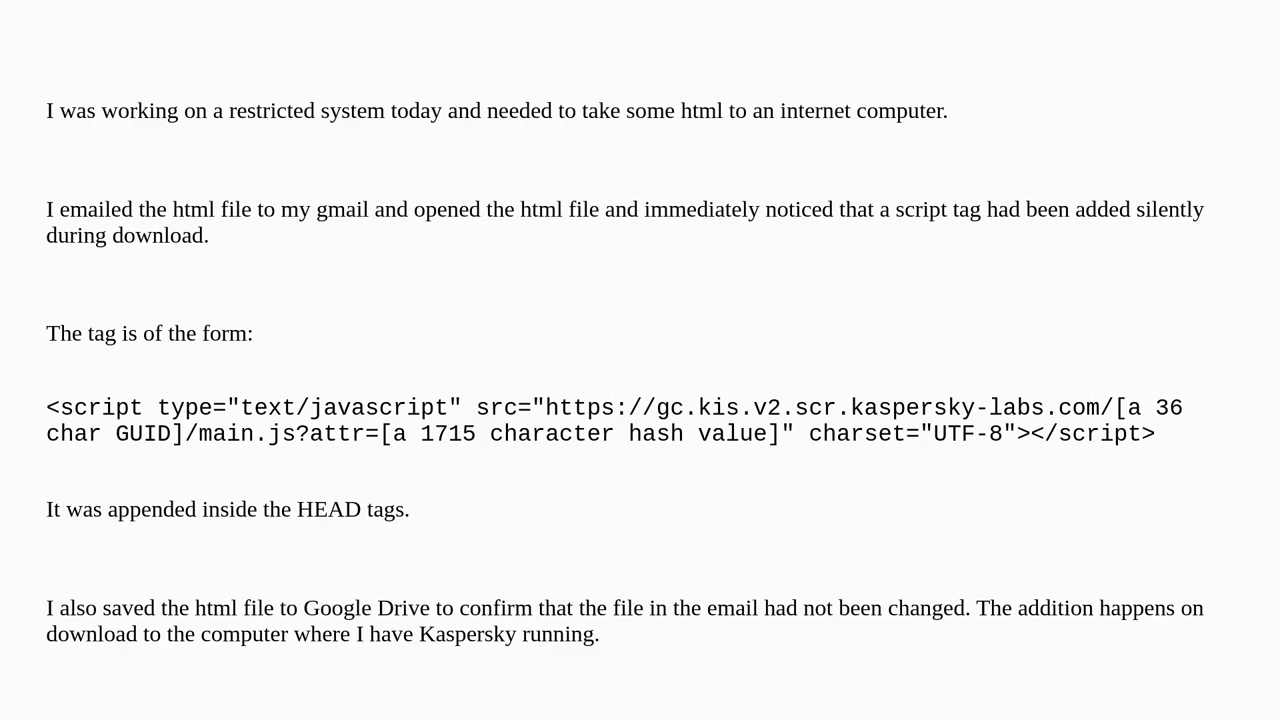 I was working on a restricted system today and needed to take some html to an internet computer.
I emailed the html file to my gmail and opened the html file and immediately noticed that a script tag had been added silently
during download.
The tag is of the form:
<script type="text/javascript" src="https://gc.kis.v2.scr.kaspersky-labs.com/[a 36
char GUID]/main.js?attr=[a 1715 character hash value]" charset="UTF-8"></script>
It was appended inside the HEAD tags.
I also saved the html file to Google Drive to confirm that the file in the email had not been changed. The addition happens on
download to the computer where I have Kaspersky running.